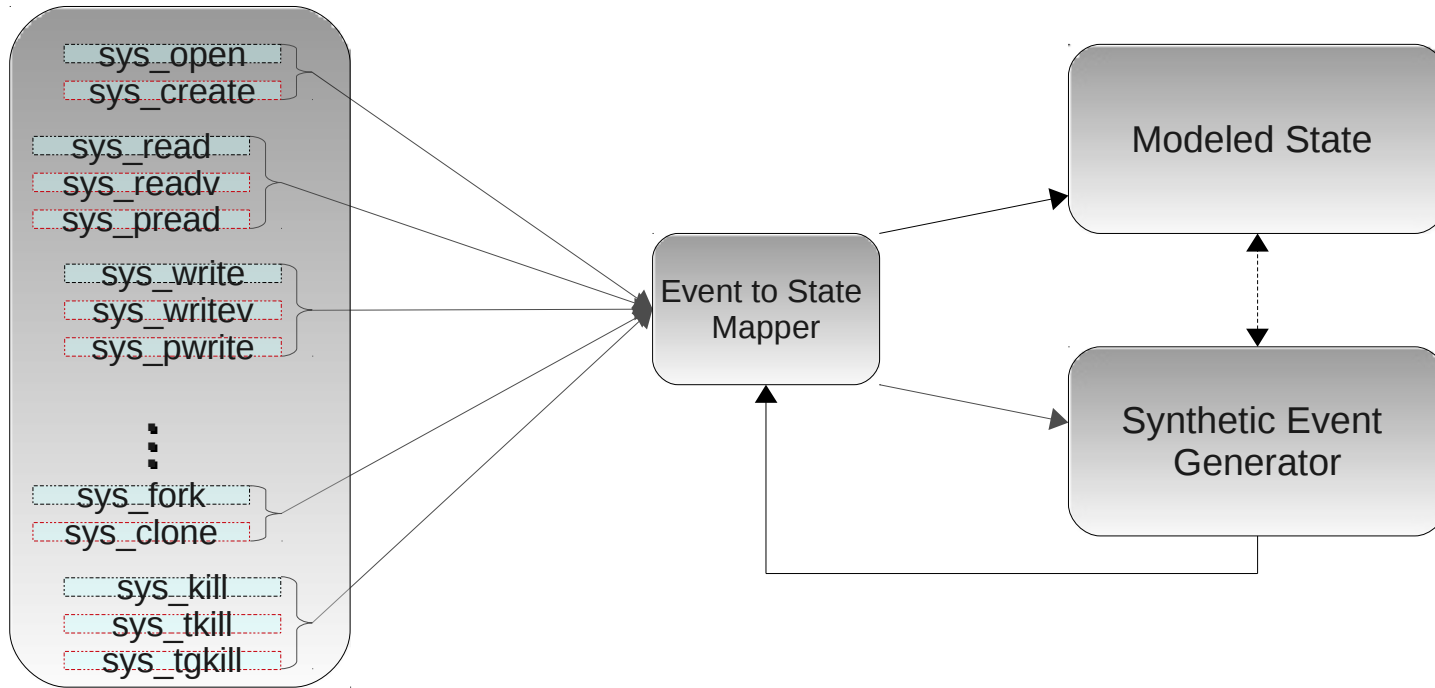 sys_open
sys_create
sys_read
sys_readv
sys_pread
sys_write
sys_writev
sys_pwrite
sys_fork
sys_clone
sys_kill
sys_tkill
sys_tgkill
Event to State
Mapper
Modeled State
Synthetic Event
Generator